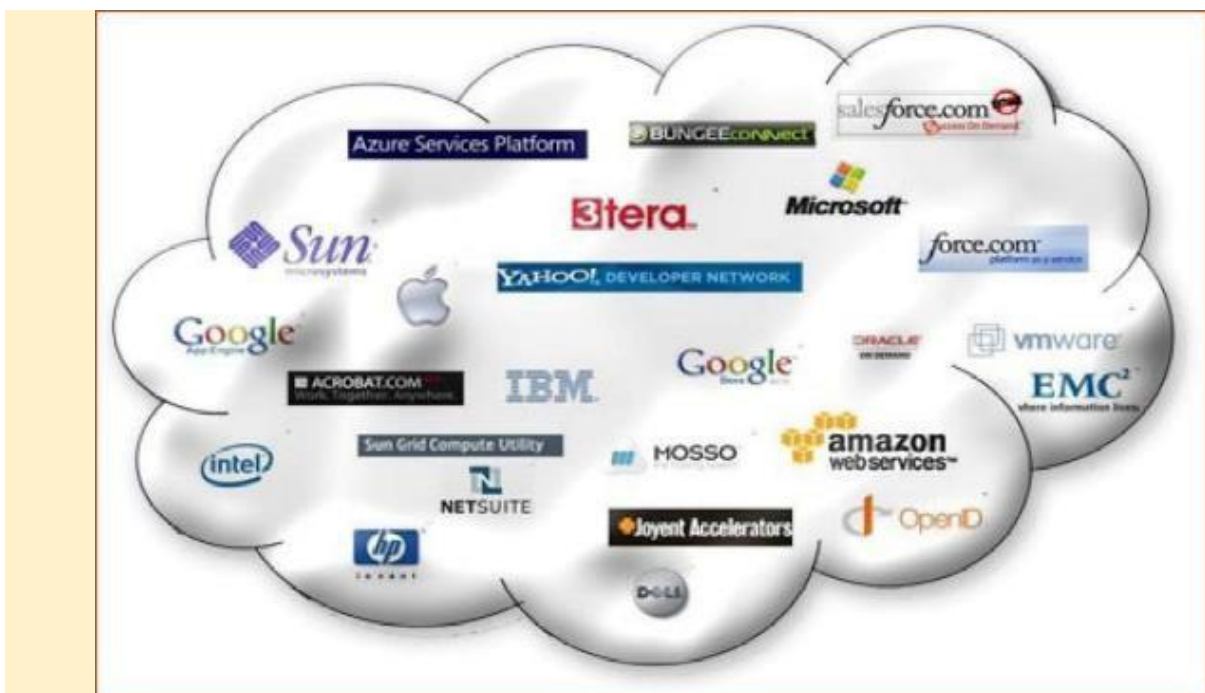 salesforce.com
Success On Demand
Azure Services Platform
BUNGEEconnect
Microsoft
3tera
Sun
microsystems
force.com
platform as a service
YAHOO! DEVELOPER NETWORK
Google
App Engine
ORACLE
ON DEMAND
vmware
Google
ACROBAT.COM
Work. Together. Anywhere.
IBM
EMC²
where information lives
Sun Grid Compute Utility
MOSSO
amazon
webservices™
intel
NETSUITE
Joyent Accelerators
OpenID
hp
invent
DELL